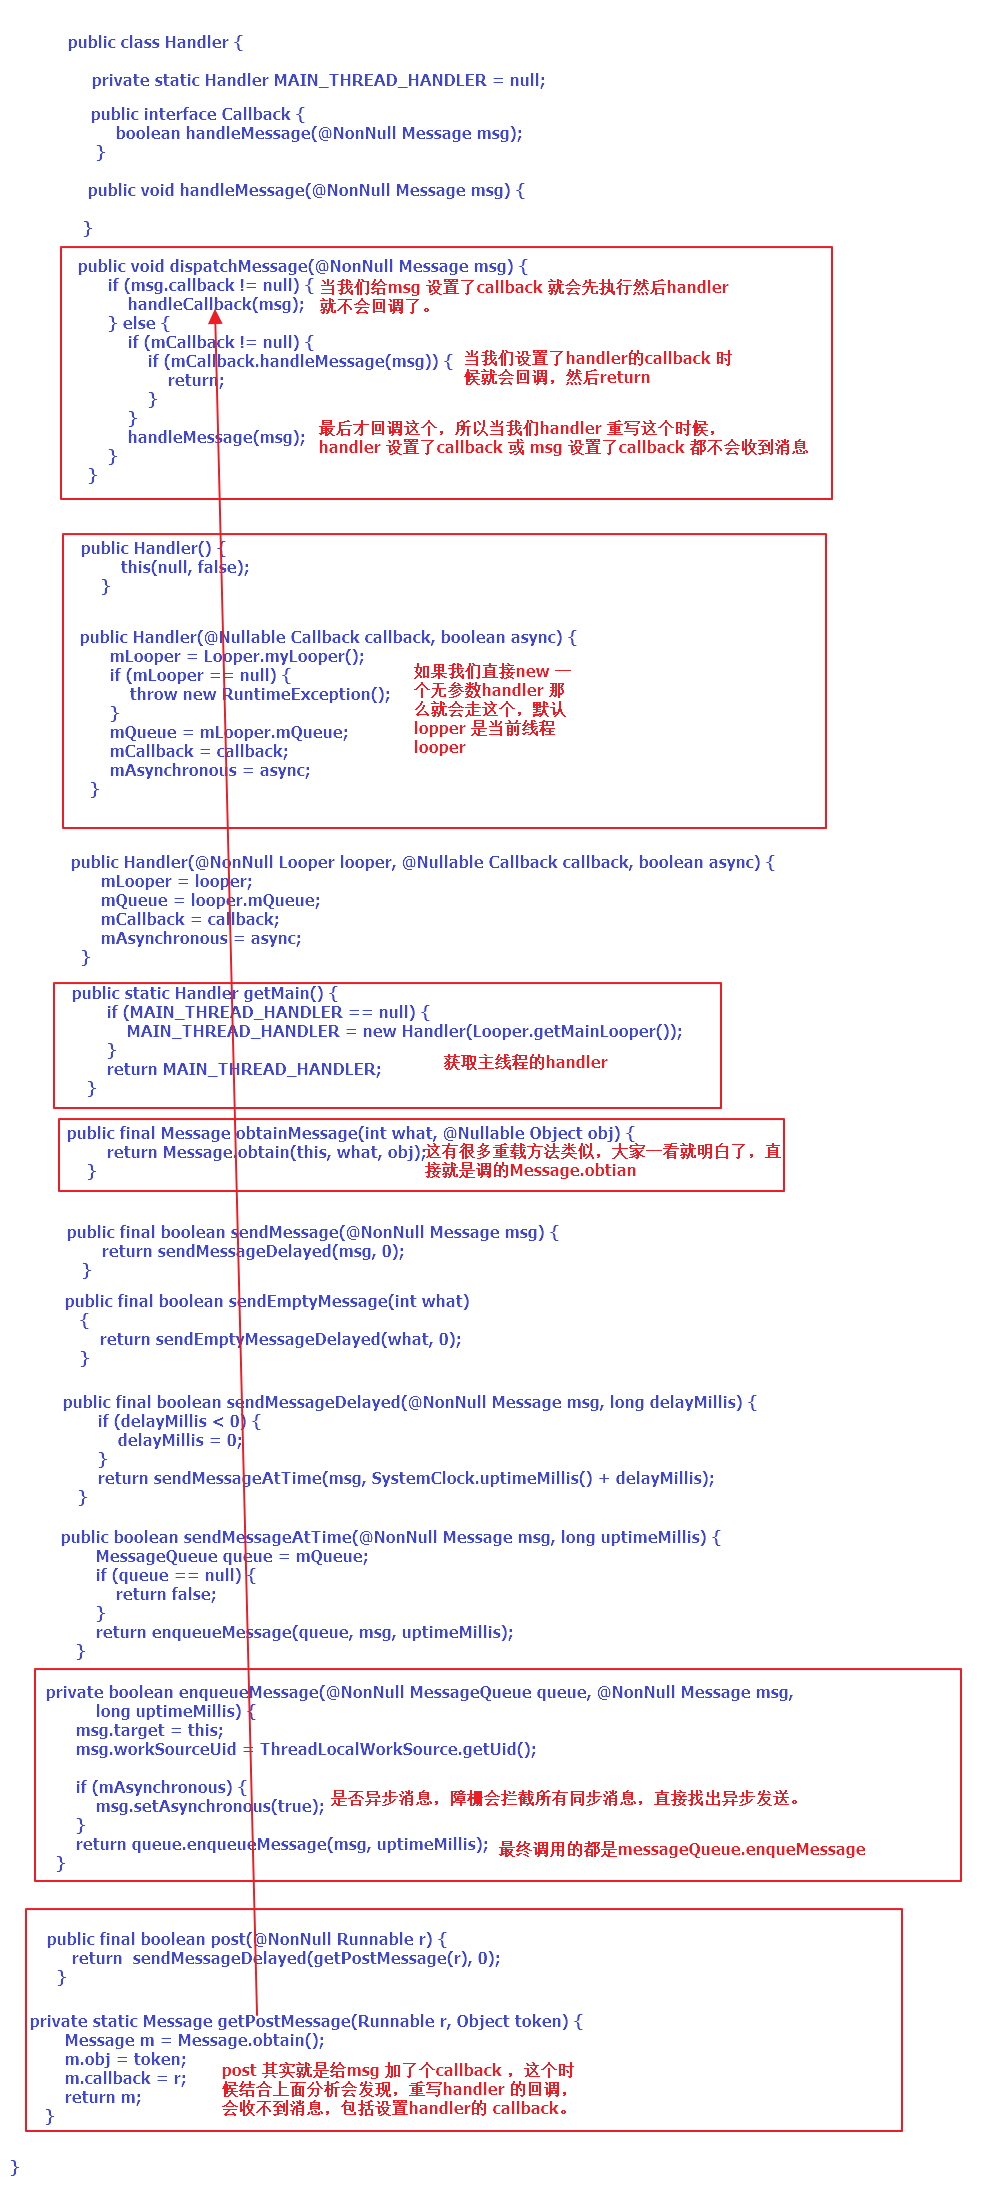 public class Handler {
private static Handler MAIN_THREAD_HANDLER = null;
public interface Callback {
boolean handleMessage(@NonNull Message msg);
}
public void handleMessage(@NonNull Message msg) {
}
public void dispatchMessage(@NonNull Message msg) {
if (msg.callback != null) { 当我们给msg 设置了callback 就会先执行然后handler
handleCallback(msg); 就不会回调了。
} else {
if (mCallback != null) {
if (mCallback.handleMessage(msg)) { 当我们设置了handler的callback 时
return; 候就会回调，然后return
}
}
handleMessage(msg); 最后才回调这个，所以当我们handler 重写这个时候，
} handler 设置了callback 或 msg 设置了callback 都不会收到消息
}
public Handler() {
this(null, false);
}
public Handler(@Nullable Callback callback, boolean async) {
mLooper = Looper.myLooper();
if (mLooper == null) { 如果我们直接new 一
throw new RuntimeException(); 个无参数handler 那
} 么就会走这个，默认
mQueue = mLooper.mQueue; lopper 是当前线程
mCallback = callback; looper
mAsynchronous = async;
}
public Handler(@NonNull Looper looper, @Nullable Callback callback, boolean async) {
mLooper = looper;
mQueue = looper.mQueue;
mCallback = callback;
mAsynchronous = async;
}
public static Handler getMain() {
if (MAIN_THREAD_HANDLER == null) {
MAIN_THREAD_HANDLER = new Handler(Looper.getMainLooper());
}
return MAIN_THREAD_HANDLER; 获取主线程的handler
}
public final Message obtainMessage(int what, @Nullable Object obj) {
return Message.obtain(this, what, obj); 这有很多重载方法类似，大家一看就明白了，直
} 接就是调的Message.obtian
public final boolean sendMessage(@NonNull Message msg) {
return sendMessageDelayed(msg, 0);
}
public final boolean sendEmptyMessage(int what)
{
return sendEmptyMessageDelayed(what, 0);
}
public final boolean sendMessageDelayed(@NonNull Message msg, long delayMillis) {
if (delayMillis < 0) {
delayMillis = 0;
}
return sendMessageAtTime(msg, SystemClock.uptimeMillis() + delayMillis);
}
public boolean sendMessageAtTime(@NonNull Message msg, long uptimeMillis) {
MessageQueue queue = mQueue;
if (queue == null) {
return false;
}
return enqueueMessage(queue, msg, uptimeMillis);
}
private boolean enqueueMessage(@NonNull MessageQueue queue, @NonNull Message msg,
long uptimeMillis) {
msg.target = this;
msg.workSourceUid = ThreadLocalWorkSource.getUid();
if (mAsynchronous) {
msg.setAsynchronous(true); 是否异步消息，障栅会拦截所有同步消息，直接找出异步发送。
}
return queue.enqueueMessage(msg, uptimeMillis); 最终调用的都是messageQueue.enqueMessage
}
public final boolean post(@NonNull Runnable r) {
return  sendMessageDelayed(getPostMessage(r), 0);
}
private static Message getPostMessage(Runnable r, Object token) {
Message m = Message.obtain();
m.obj = token;
m.callback = r; post 其实就是给msg 加了个callback ，这个时
return m; 候结合上面分析会发现，重写handler 的回调，
} 会收不到消息，包括设置handler的 callback。
}